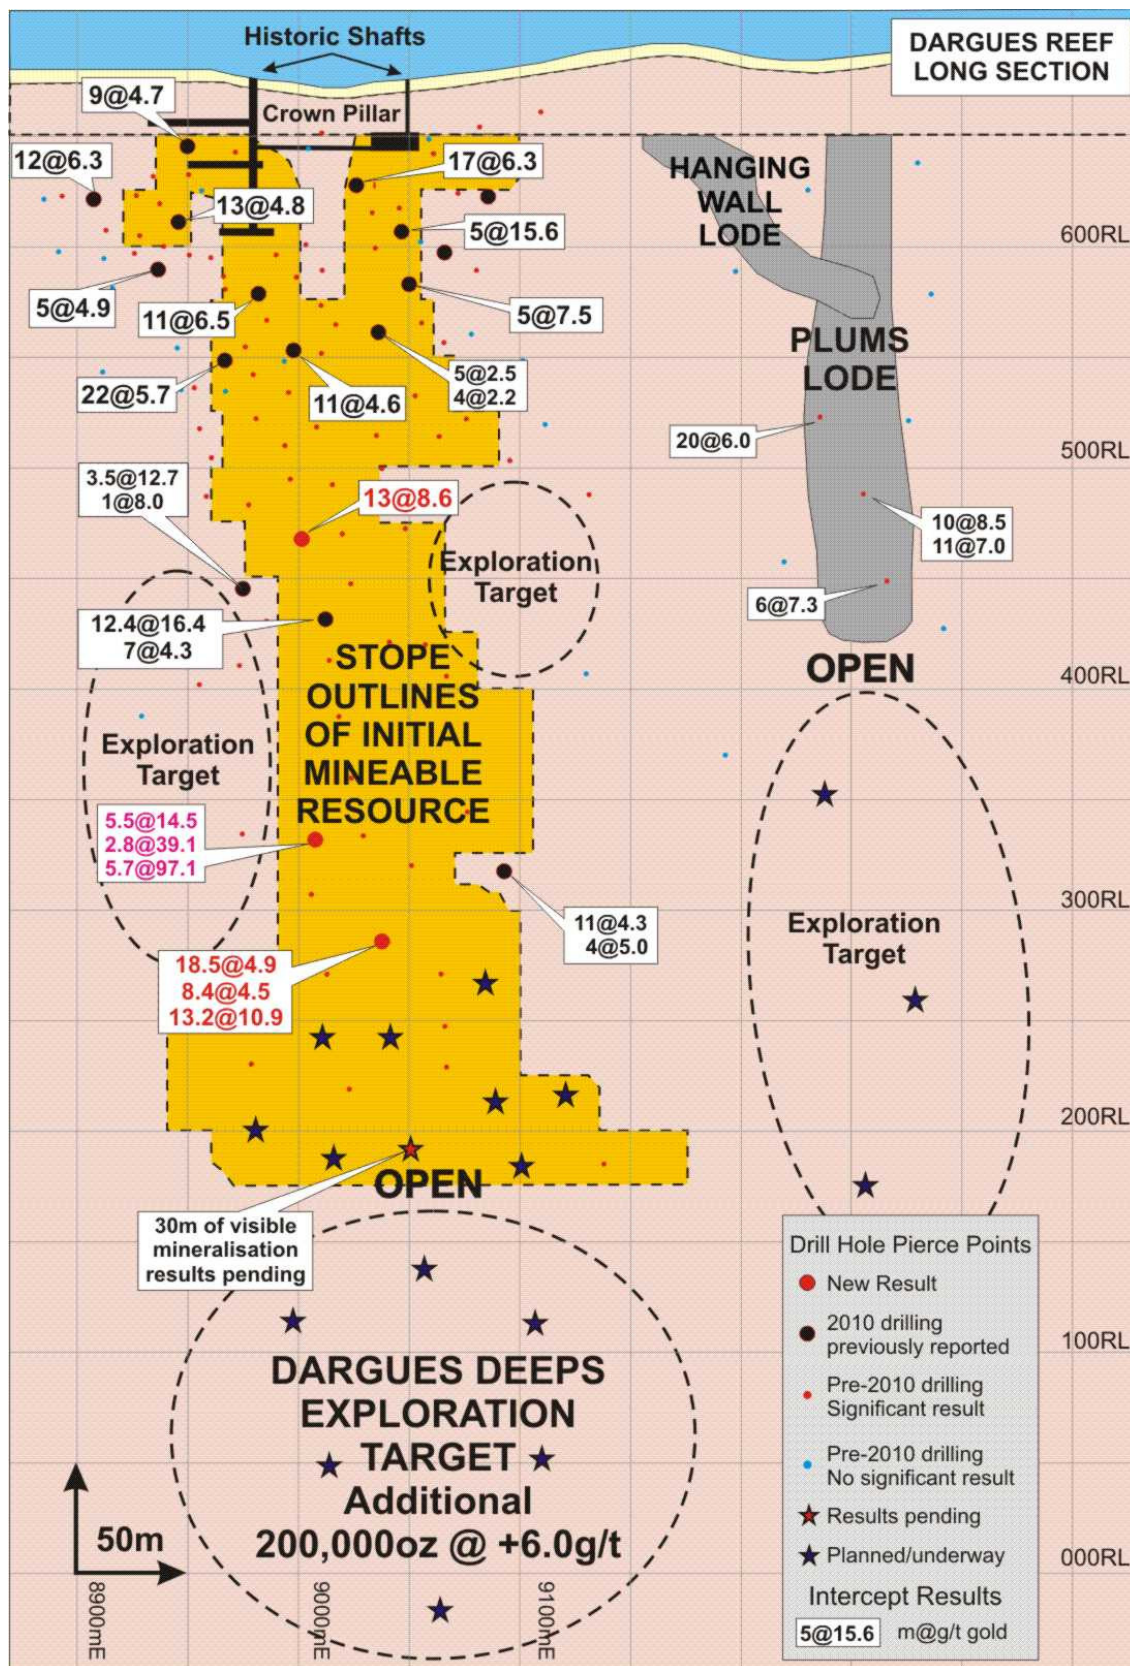 Historic Shafts
DARGUES REEF
LONG SECTION
9@4.7
Crown Pillar
12@6.3
17@6.3
HANGING
WALL
LODE
13@4.8
5@15.6
600RL
5@4.9
11@6.5
5@7.5
PLUMS
LODE
22@5.7
11@4.6
5@2.5
4@2.2
20@6.0
500RL
3.5@12.7
1@8.0
13@8.6
10@8.5
11@7.0
Exploration
Target
6@7.3
12.4@16.4
7@4.3
STOPE
OUTLINES
OF INITIAL
MINEABLE
RESOURCE
OPEN
400RL
Exploration
Target
5.5@14.5
2.8@39.1
5.7@97.1
11@4.3
4@5.0
300RL
Exploration
Target
18.5@4.9
8.4@4.5
13.2@10.9
200RL
OPEN
30m of visible
mineralisation
results pending
DARGUES DEEPS
EXPLORATION
TARGET
Additional
200,000oz @ +6.0g/t
100RL
000RL
50m
8900mE
9000mE
9100mE
Drill Hole Pierce Points
New Result
2010 drilling
previously reported
Pre-2010 drilling
Significant result
Pre-2010 drilling
No significant result
Results pending
Planned/underway
Intercept Results
5@15.6 m@g/t gold